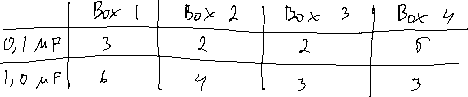 Box 1 Box 2 Box 3 Box 4
0,1 μF 3 2 2 5
1,0 μF 6 4 3 3